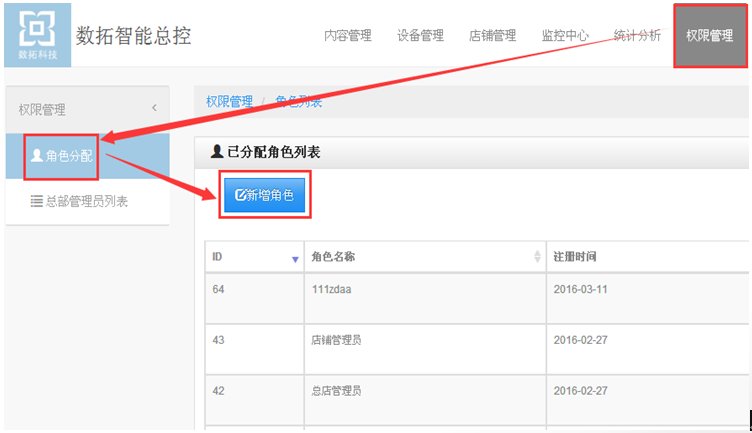 数拓科技
数拓智能总控
内容管理 设备管理 店铺管理 监控中心 统计分析 权限管理
权限管理
角色分配
总部管理员列表
权限管理 / 角色列表
已分配角色列表
新增角色
ID 角色名称 注册时间
64 111zdaa 2016-03-11
43 店铺管理员 2016-02-27
42 总店管理员 2016-02-27